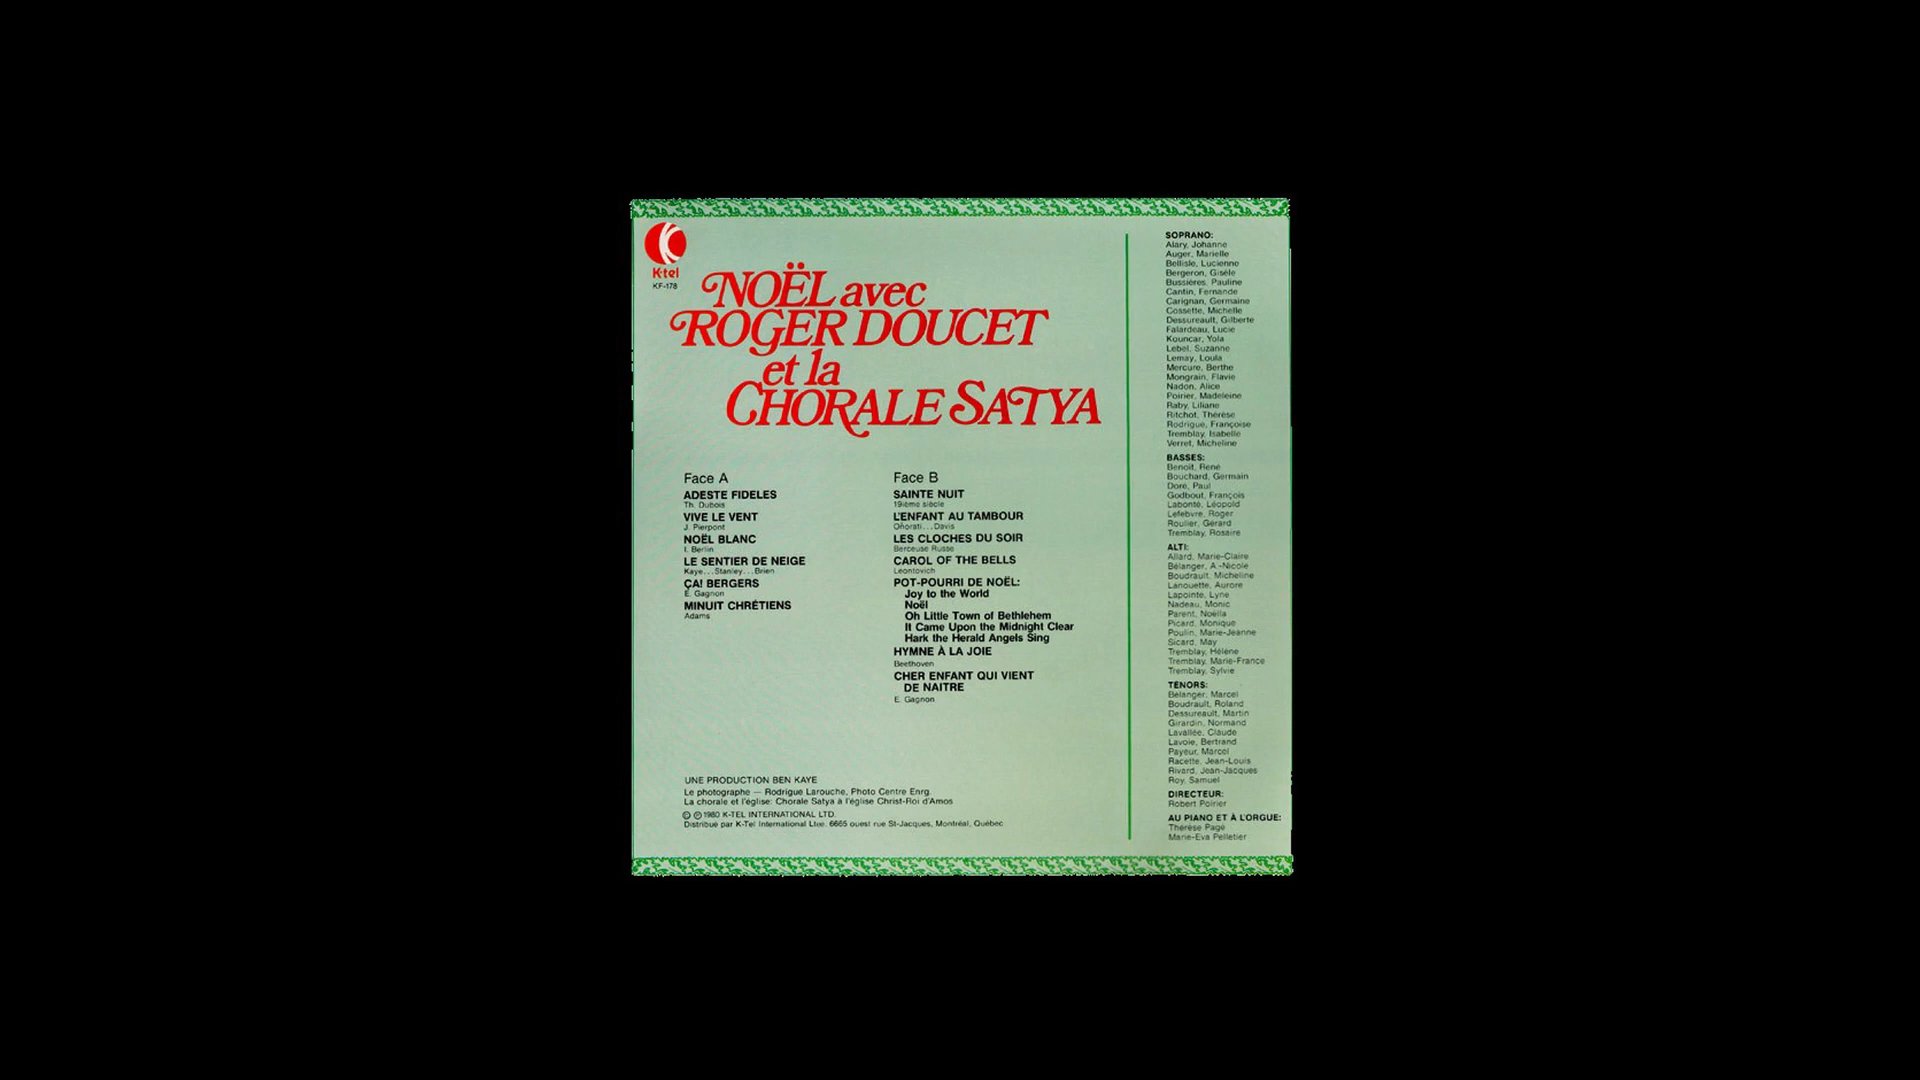 K-tel
KF-178
NOËL avec
ROGER DOUCET
et la
CHORALE SATYA
Face A
ADESTE FIDELES
Th. Dubois
VIVE LE VENT
J. Pierpont
NOËL BLANC
I. Berlin
LE SENTIER DE NEIGE
Kaye...Stanley...Brien
ÇA! BERGERS
E. Gagnon
MINUIT CHRÉTIENS
Adams
Face B
SAINTE NUIT
19ième siècle
L'ENFANT AU TAMBOUR
Onorati...Davis
LES CLOCHES DU SOIR
Berceuse Russe
CAROL OF THE BELLS
Leontovich
POT-POURRI DE NOËL:
Joy to the World
Noël
Oh Little Town of Bethlehem
It Came Upon the Midnight Clear
Hark the Herald Angels Sing
HYMNE À LA JOIE
Beethoven
CHER ENFANT QUI VIENT
DE NAITRE
E. Gagnon
UNE PRODUCTION BEN KAYE
Le photographe — Rodrigue Larouche, Photo Centre Enrg.
La chorale et l'église: Chorale Satya à l'église Christ-Roi d'Amos
© ℗ 1980 K-TEL INTERNATIONAL LTD.
Distribué par K-Tel International Ltée. 6665 ouest rue St-Jacques, Montréal, Québec
SOPRANO:
Alary, Johanne
Auger, Marielle
Bellisle, Lucienne
Bergeron, Gisèle
Bussières, Pauline
Cantin, Fernande
Carignan, Germaine
Cossette, Michelle
Dessureault, Gilberte
Falardeau, Lucie
Kouncar, Yola
Lebel, Suzanne
Lemay, Loula
Mercure, Berthe
Mongrain, Flavie
Nadon, Alice
Poirier, Madeleine
Raby, Liliane
Ritchot, Thérèse
Rodrigue, Françoise
Tremblay, Isabelle
Verret, Micheline
BASSES:
Benoit, René
Bouchard, Germain
Doré, Paul
Godbout, François
Labonté, Léopold
Lefebvre, Roger
Roulier, Gérard
Tremblay, Rosaire
ALTI:
Allard, Marie-Claire
Bélanger, A.-Nicole
Boudrault, Micheline
Lanouette, Aurore
Lapointe, Lyne
Nadeau, Monic
Parent, Noëlla
Picard, Monique
Poulin, Marie-Jeanne
Sicard, May
Tremblay, Hélène
Tremblay, Marie-France
Tremblay, Sylvie
TÉNORS:
Bélanger, Marcel
Boudrault, Roland
Dessureault, Martin
Girardin, Normand
Lavallée, Claude
Lavoie, Bertrand
Payeur, Marcel
Racette, Jean-Louis
Rivard, Jean-Jacques
Roy, Samuel
DIRECTEUR:
Robert Poirier
AU PIANO ET À L'ORGUE:
Thérèse Pagé
Marie-Eva Pelletier